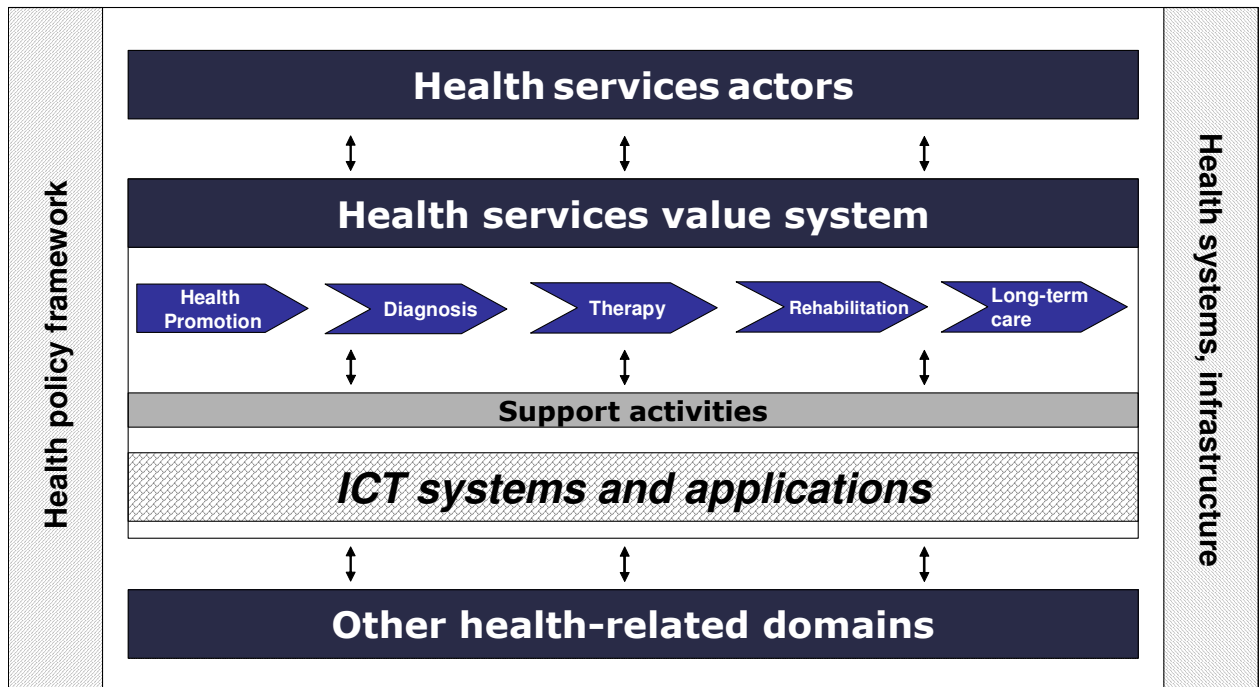 Health policy framework
Health services actors
Health services value system
Health
Promotion
Diagnosis
Therapy
Rehabilitation
Long-term
care
Support activities
ICT systems and applications
Other health-related domains
Health systems, infrastructure